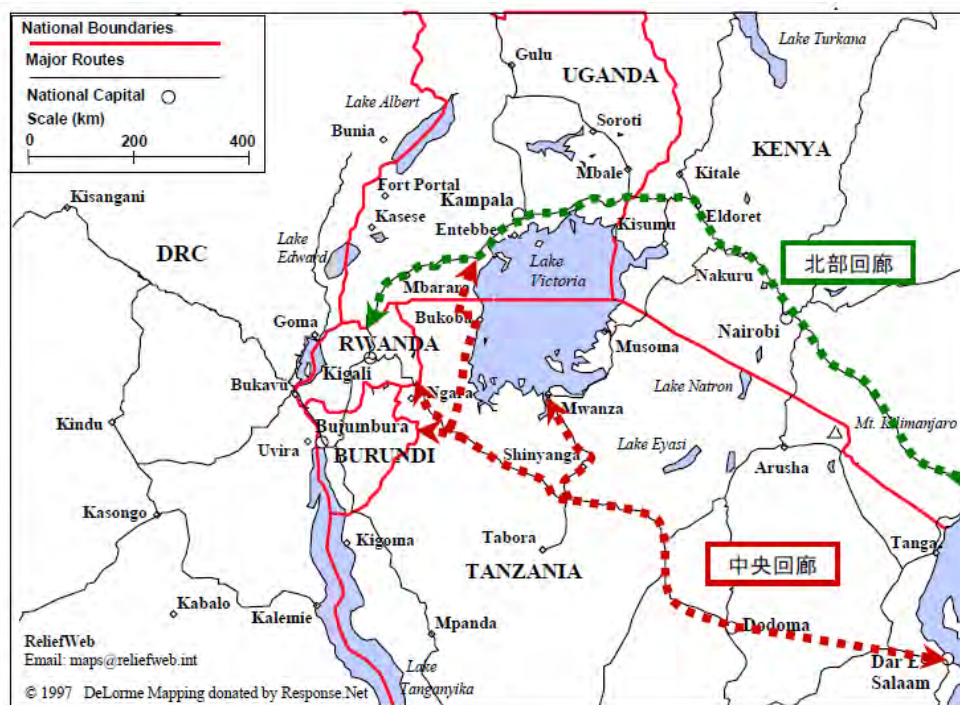 National Boundaries
Major Routes
National Capital
Scale (km)
0 200 400
Lake Turkana
Gulu
UGANDA
Lake Albert
Bunia
Soroti
KENYA
Mbale
Kitale
Kisangani
Fort Portal
Kampala
Kasese
Eldoret
Entebbe
Kisumu
DRC
Lake
Edward
Lake
Victoria
北部回廊
Nakuru
Mbarara
Goma
Bukoba
Nairobi
RWANDA
Musoma
Kigali
Bukavu
Ngara
Lake Natron
Mwanza
Kindu
Bujumbura
Mt. Kilimanjaro
Uvira
BURUNDI
Shinyanga
Lake Eyasi
Arusha
Kasongo
Kigoma
Tabora
Tanga
TANZANIA
中央回廊
Kabalo
Kalemie
Mpanda
Dodoma
ReliefWeb
Email: maps@reliefweb.int
Dar Es
Salaam
Lake
Tanganyika
© 1997 DeLorme Mapping donated by Response.Net